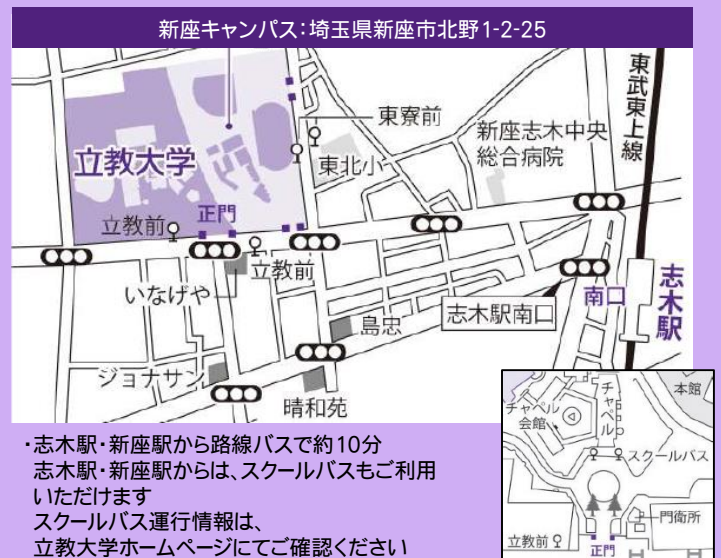 新座キャンパス：埼玉県新座市北野1-2-25
東武東上線
東寮前
新座志木中央
総合病院
東北小
立教大学
正門
立教前
立教前
いなげや
南口
志木駅
志木駅南口
島忠
ジョナサン
晴和苑
・志木駅・新座駅から路線バスで約10分
志木駅・新座駅からは、スクールバスもご利用
いただけます
スクールバス運行情報は、
立教大学ホームページにてご確認ください
チャペル
本館
チャペル
会館
スクールバス
門衛所
立教前
正門